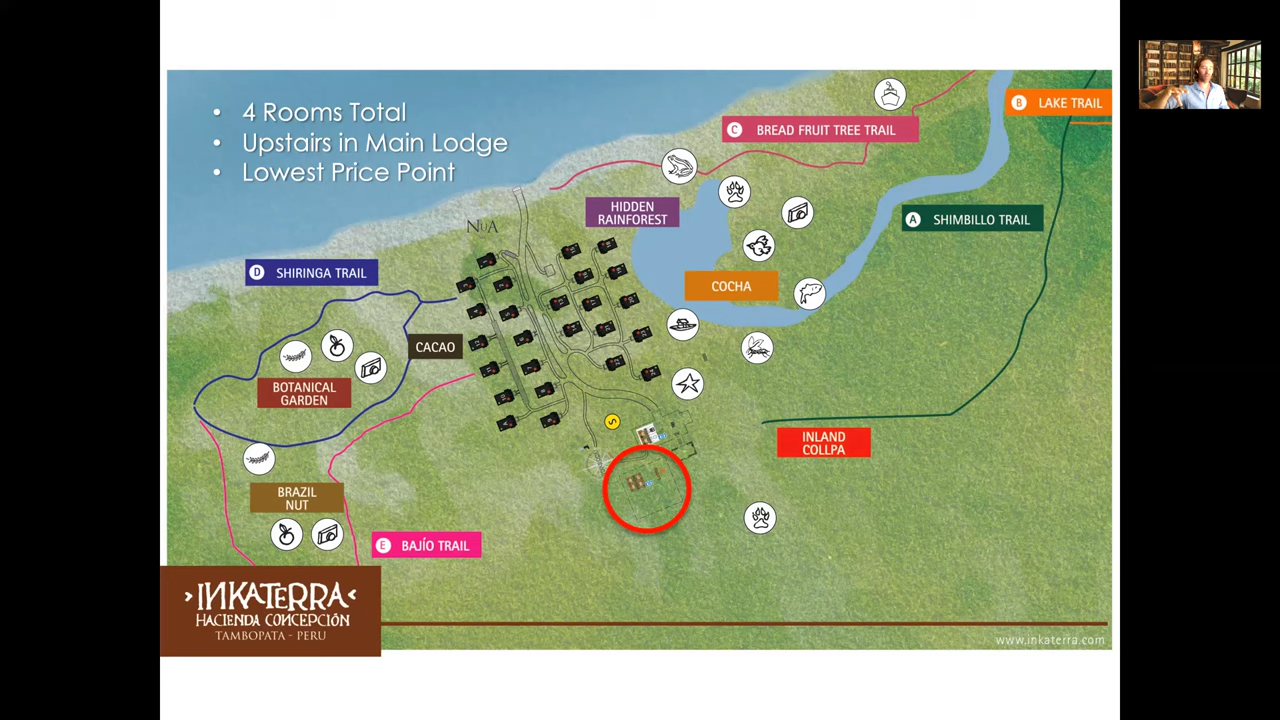 • 4 Rooms Total
• Upstairs in Main Lodge
• Lowest Price Point
B LAKE TRAIL
C BREAD FRUIT TREE TRAIL
HIDDEN
RAINFOREST
A SHIMBILLO TRAIL
NUA
D SHIRINGA TRAIL
COCHA
CACAO
BOTANICAL
GARDEN
S
INLAND
COLLPA
BRAZIL
NUT
E BAJÍO TRAIL
INKATERRA
HACIENDA CONCEPCIÓN
TAMBOPATA - PERU
www.inkaterra.com